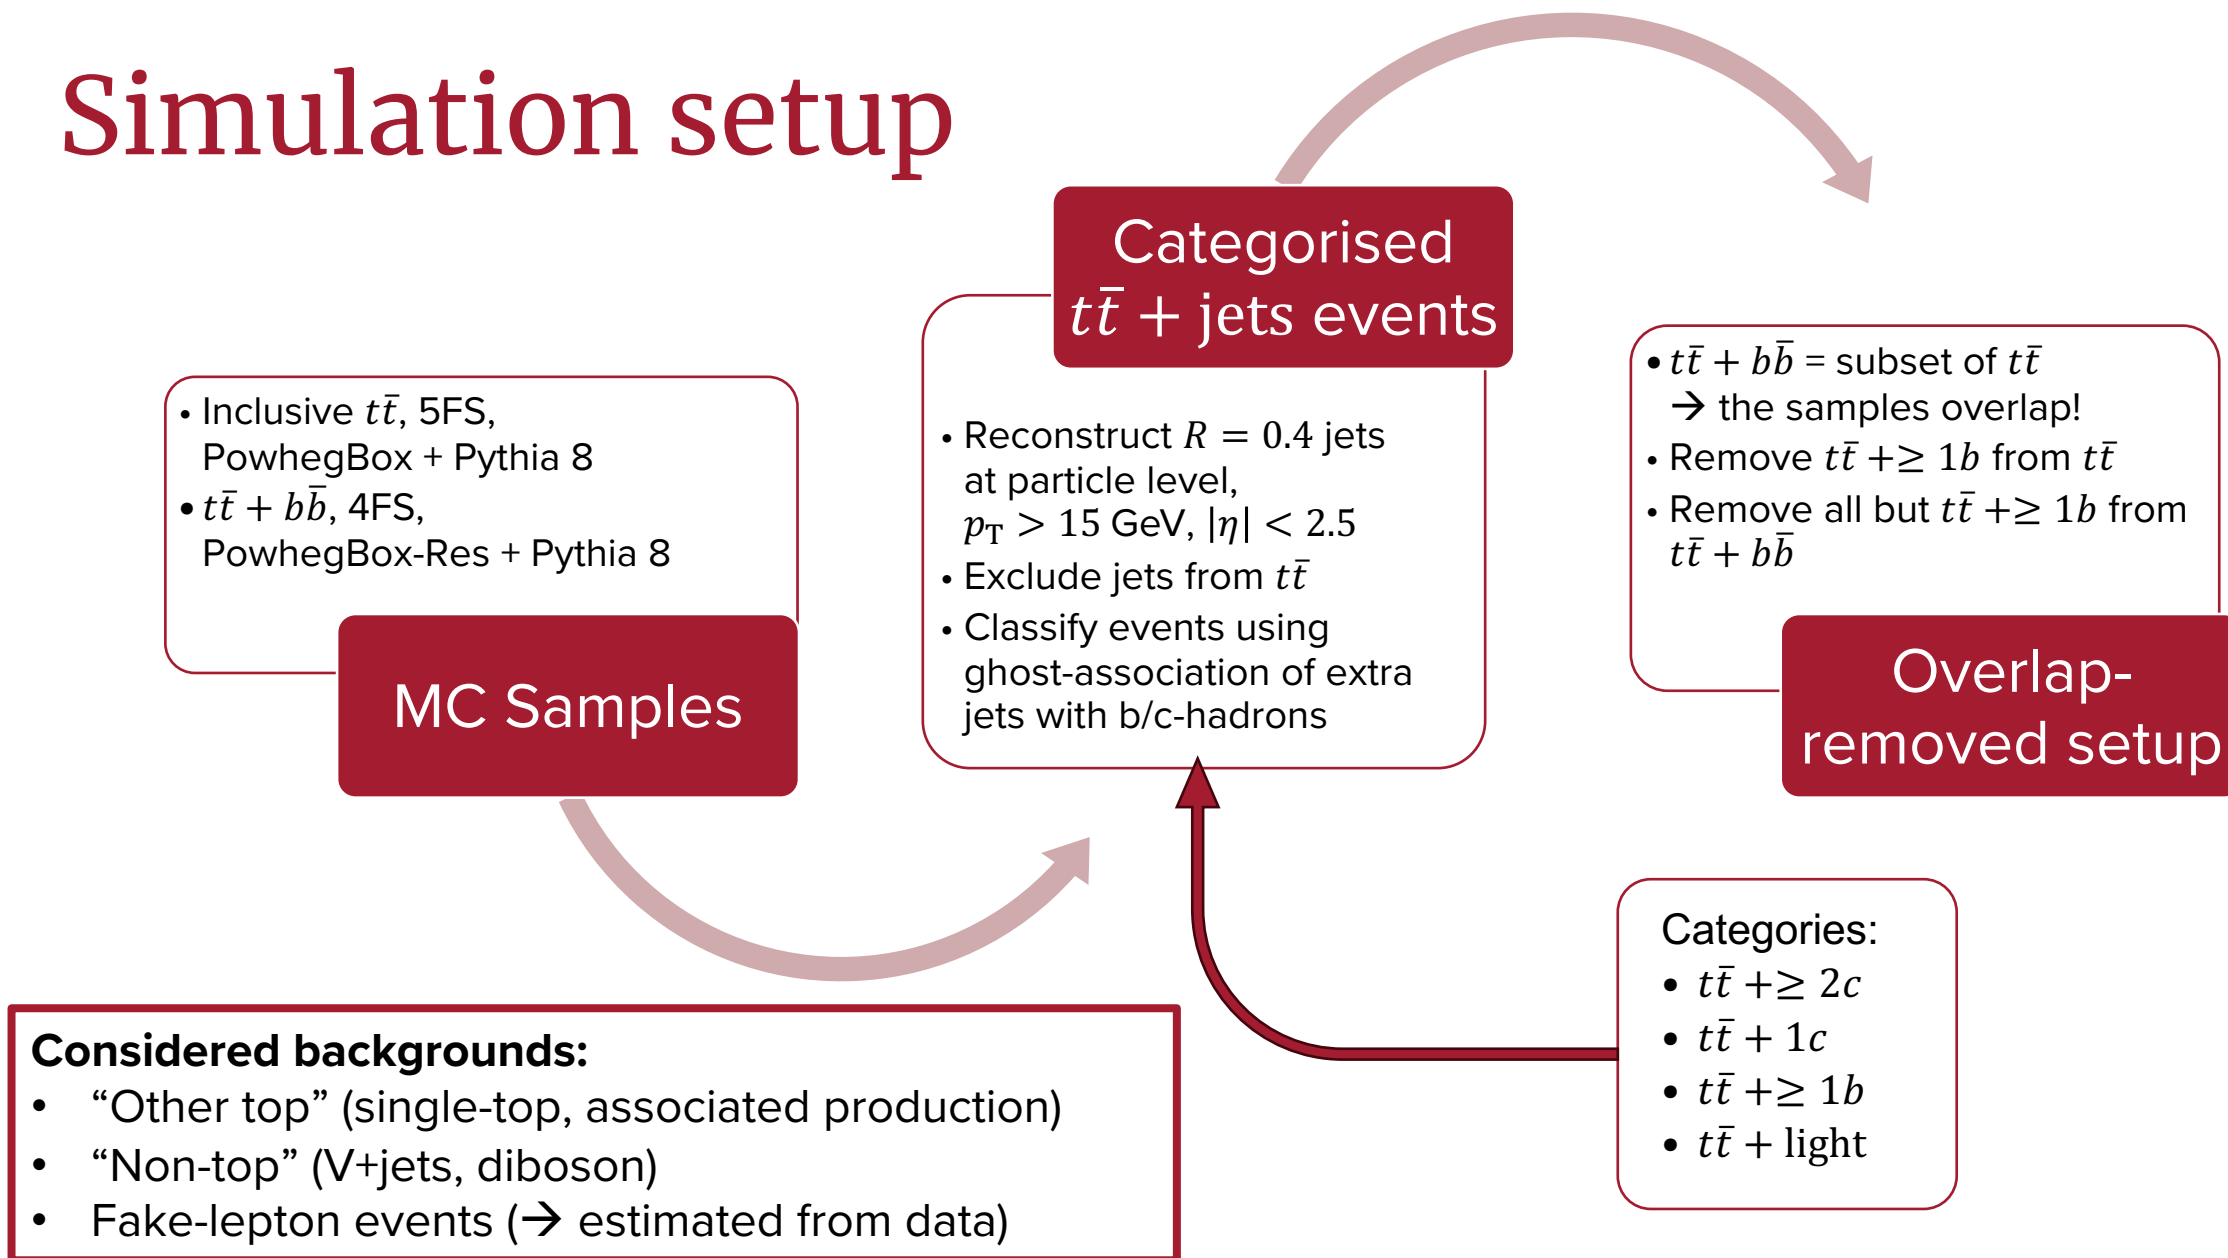 Simulation setup
• Inclusive 𝑡𝑡̄, 5FS,
PowhegBox + Pythia 8
• 𝑡𝑡̄ + 𝑏𝑏̄, 4FS,
PowhegBox-Res + Pythia 8
MC Samples
Categorised
𝑡𝑡̄ + jets events
• Reconstruct 𝑅 = 0.4 jets
at particle level,
𝑝T > 15 GeV, |𝜂| < 2.5
• Exclude jets from 𝑡𝑡̄
• Classify events using
ghost-association of extra
jets with b/c-hadrons
• 𝑡𝑡̄ + 𝑏𝑏̄ = subset of 𝑡𝑡̄
→ the samples overlap!
• Remove 𝑡𝑡̄ +≥ 1𝑏 from 𝑡𝑡̄
• Remove all but 𝑡𝑡̄ +≥ 1𝑏 from
𝑡𝑡̄ + 𝑏𝑏̄
Overlap-
removed setup
Categories:
• 𝑡𝑡̄ +≥ 2𝑐
• 𝑡𝑡̄ + 1𝑐
• 𝑡𝑡̄ +≥ 1𝑏
• 𝑡𝑡̄ + light
Considered backgrounds:
• “Other top” (single-top, associated production)
• “Non-top” (V+jets, diboson)
• Fake-lepton events (→ estimated from data)